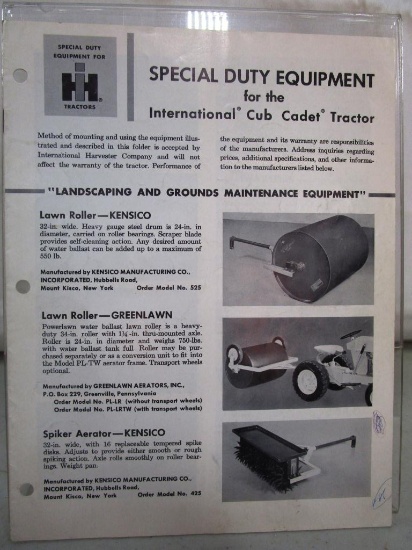 SPECIAL DUTY
EQUIPMENT FOR
IH
TRACTORS
SPECIAL DUTY EQUIPMENT
for the
International® Cub Cadet® Tractor
Method of mounting and using the equipment illus-
trated and described in this folder is accepted by
International Harvester Company and will not
affect the warranty of the tractor. Performance of
the equipment and its warranty are responsibilities
of the manufacturers. Address inquiries regarding
prices, additional specifications, and other informa-
tion to the manufacturers listed below.
"LANDSCAPING AND GROUNDS MAINTENANCE EQUIPMENT"
Lawn Roller—KENSICO
32-in. wide. Heavy gauge steel drum is 24-in. in
diameter, carried on roller bearings. Scraper blade
provides self-cleaning action. Any desired amount
of water ballast can be added up to a maximum of
550 lb.
Manufactured by KENSICO MANUFACTURING CO.,
INCORPORATED, Hubbells Road,
Mount Kisco, New York Order Model No. 525
Lawn Roller—GREENLAWN
Powerlawn water ballast lawn roller is a heavy-
duty 34-in. roller with 1¼-in. thru-mounted axle.
Roller is 24-in. in diameter and weighs 750-lbs.
with water ballast tank full. Roller may be pur-
chased separately or as a conversion unit to fit into
the Model PL-TW aerator frame. Transport wheels
optional.
Manufactured by GREENLAWN AERATORS, INC.,
P.O. Box 229, Greenville, Pennsylvania
Order Model No. PL-LR (without transport wheels)
Order Model No. PL-LRTW (with transport wheels)
Spiker Aerator—KENSICO
32-in. wide, with 16 replaceable tempered spike
disks. Adjusts to provide either smooth or rough
spiking action. Axle rolls smoothly on roller bear-
ings. Weight pan.
Manufactured by KENSICO MANUFACTURING CO.,
INCORPORATED, Hubbells Road,
Mount Kisco, New York Order Model No. 425